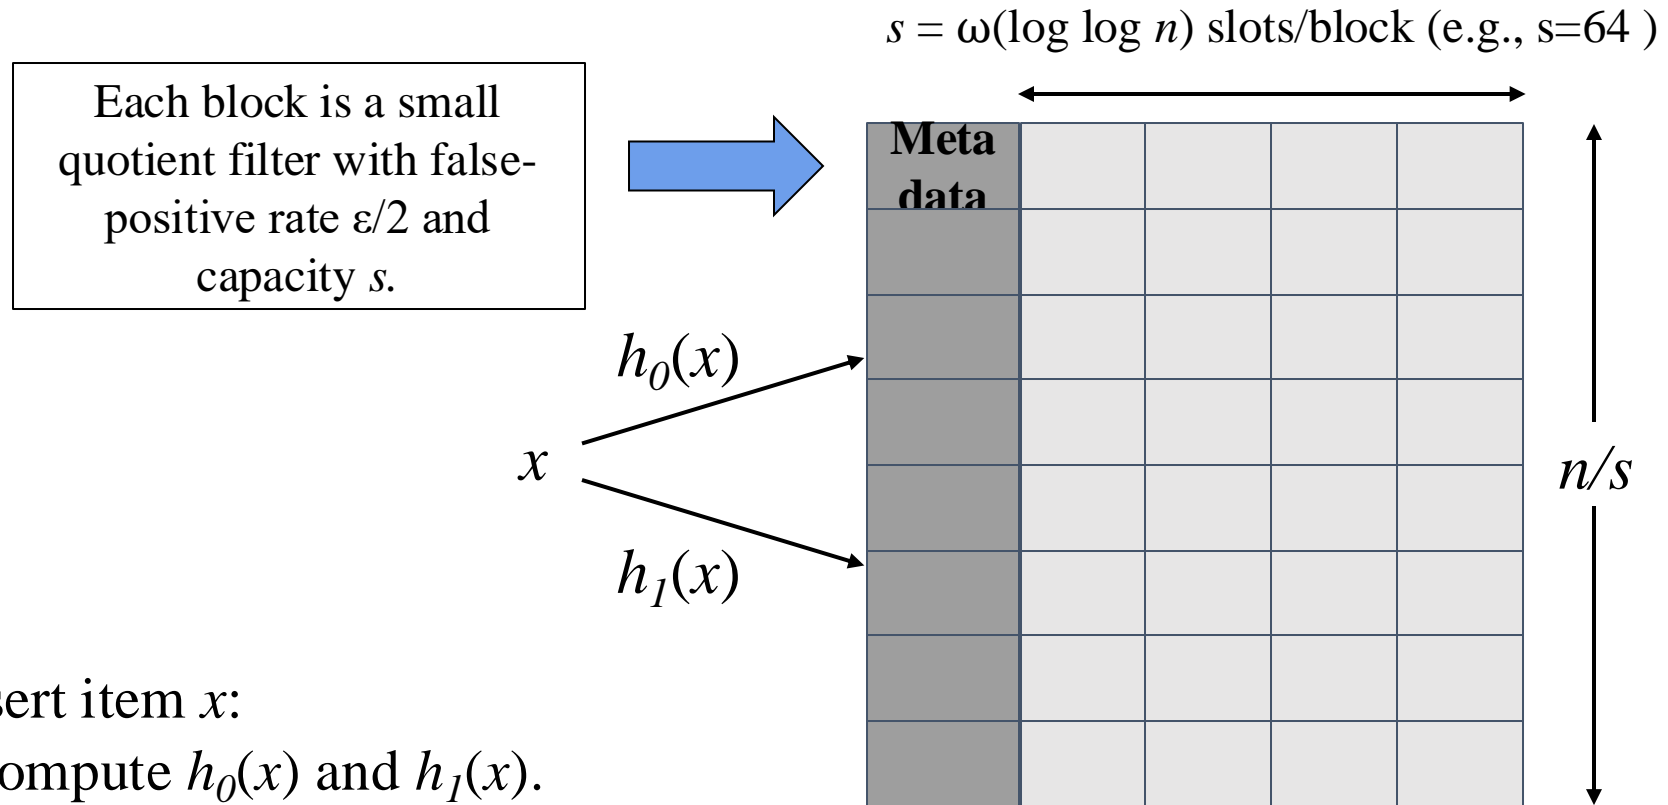 s = ω(log log n) slots/block (e.g., s=64 )
Each block is a small
quotient filter with false-
positive rate ε/2 and
capacity s.
Meta
data
h₀(x)
x
h₁(x)
n/s
sert item x:
ompute h₀(x) and h₁(x).